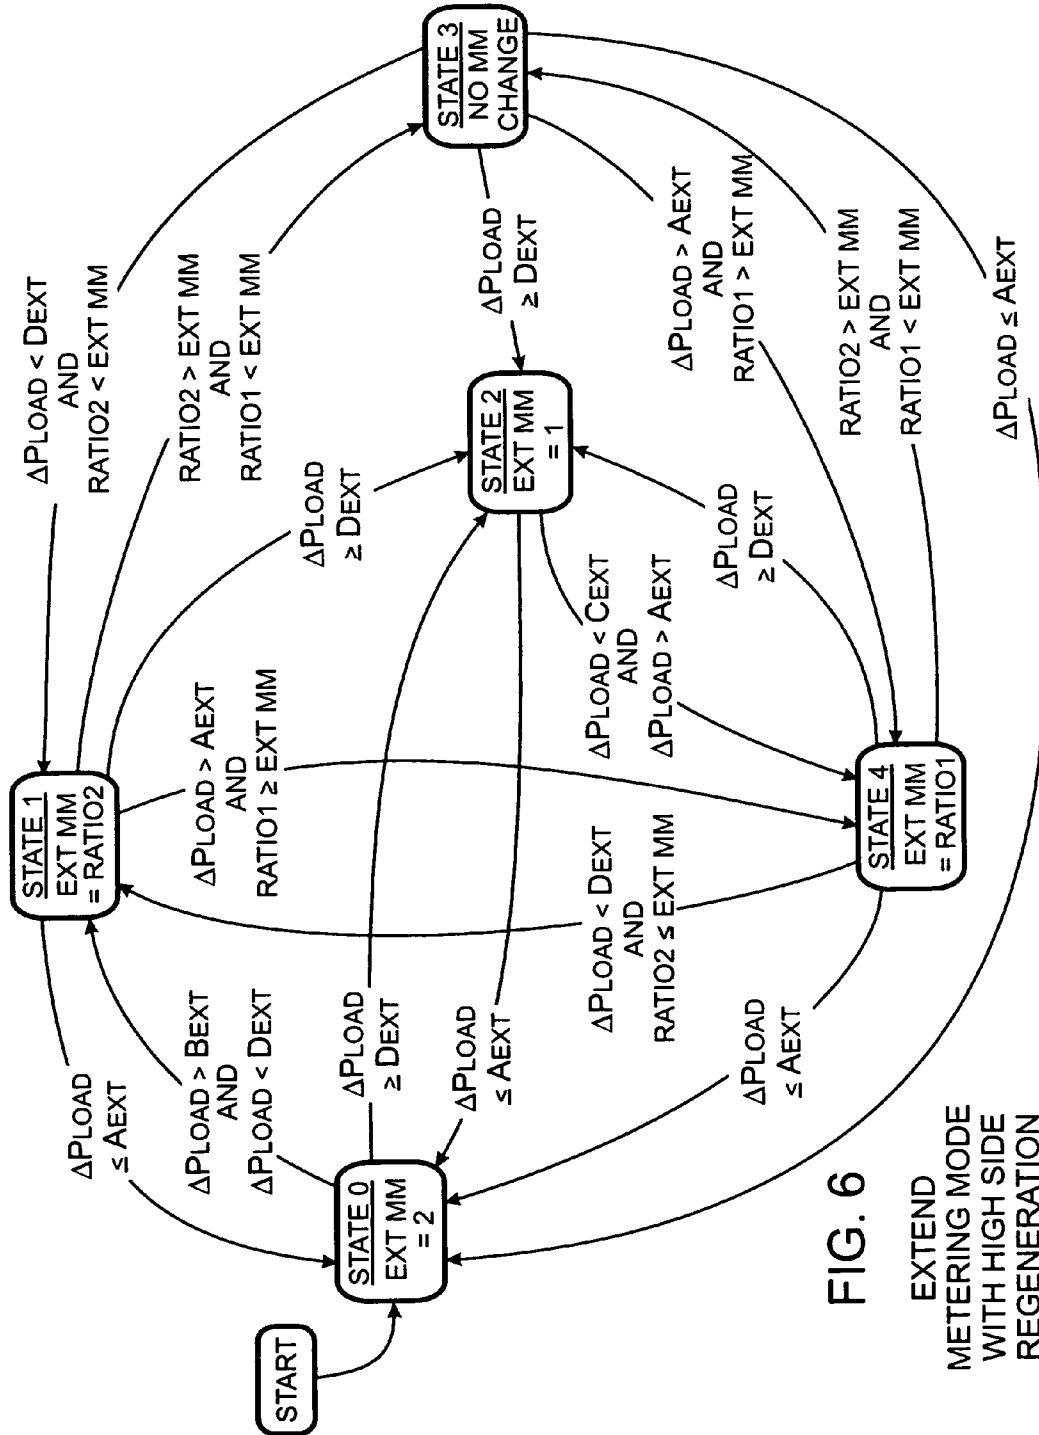 START
STATE 0
EXT MM
= 2
ΔPLOAD
≤ AEXT
ΔPLOAD > BEXT
AND
ΔPLOAD < DEXT
ΔPLOAD
≥ DEXT
ΔPLOAD
≤ AEXT
ΔPLOAD
≤ AEXT
STATE 1
EXT MM
= RATIO2
ΔPLOAD > AEXT
AND
RATIO1 ≥ EXT MM
ΔPLOAD < DEXT
AND
RATIO2 ≤ EXT MM
STATE 4
EXT MM
= RATIO1
ΔPLOAD < DEXT
AND
RATIO2 < EXT MM
RATIO2 > EXT MM
AND
RATIO1 < EXT MM
ΔPLOAD
≥ DEXT
STATE 2
EXT MM
= 1
ΔPLOAD < CEXT
AND
ΔPLOAD > AEXT
ΔPLOAD
≥ DEXT
ΔPLOAD
≥ DEXT
STATE 3
NO MM
CHANGE
ΔPLOAD > AEXT
AND
RATIO1 > EXT MM
RATIO2 > EXT MM
AND
RATIO1 < EXT MM
ΔPLOAD ≤ AEXT
FIG. 6
EXTEND
METERING MODE
WITH HIGH SIDE
REGENERATION